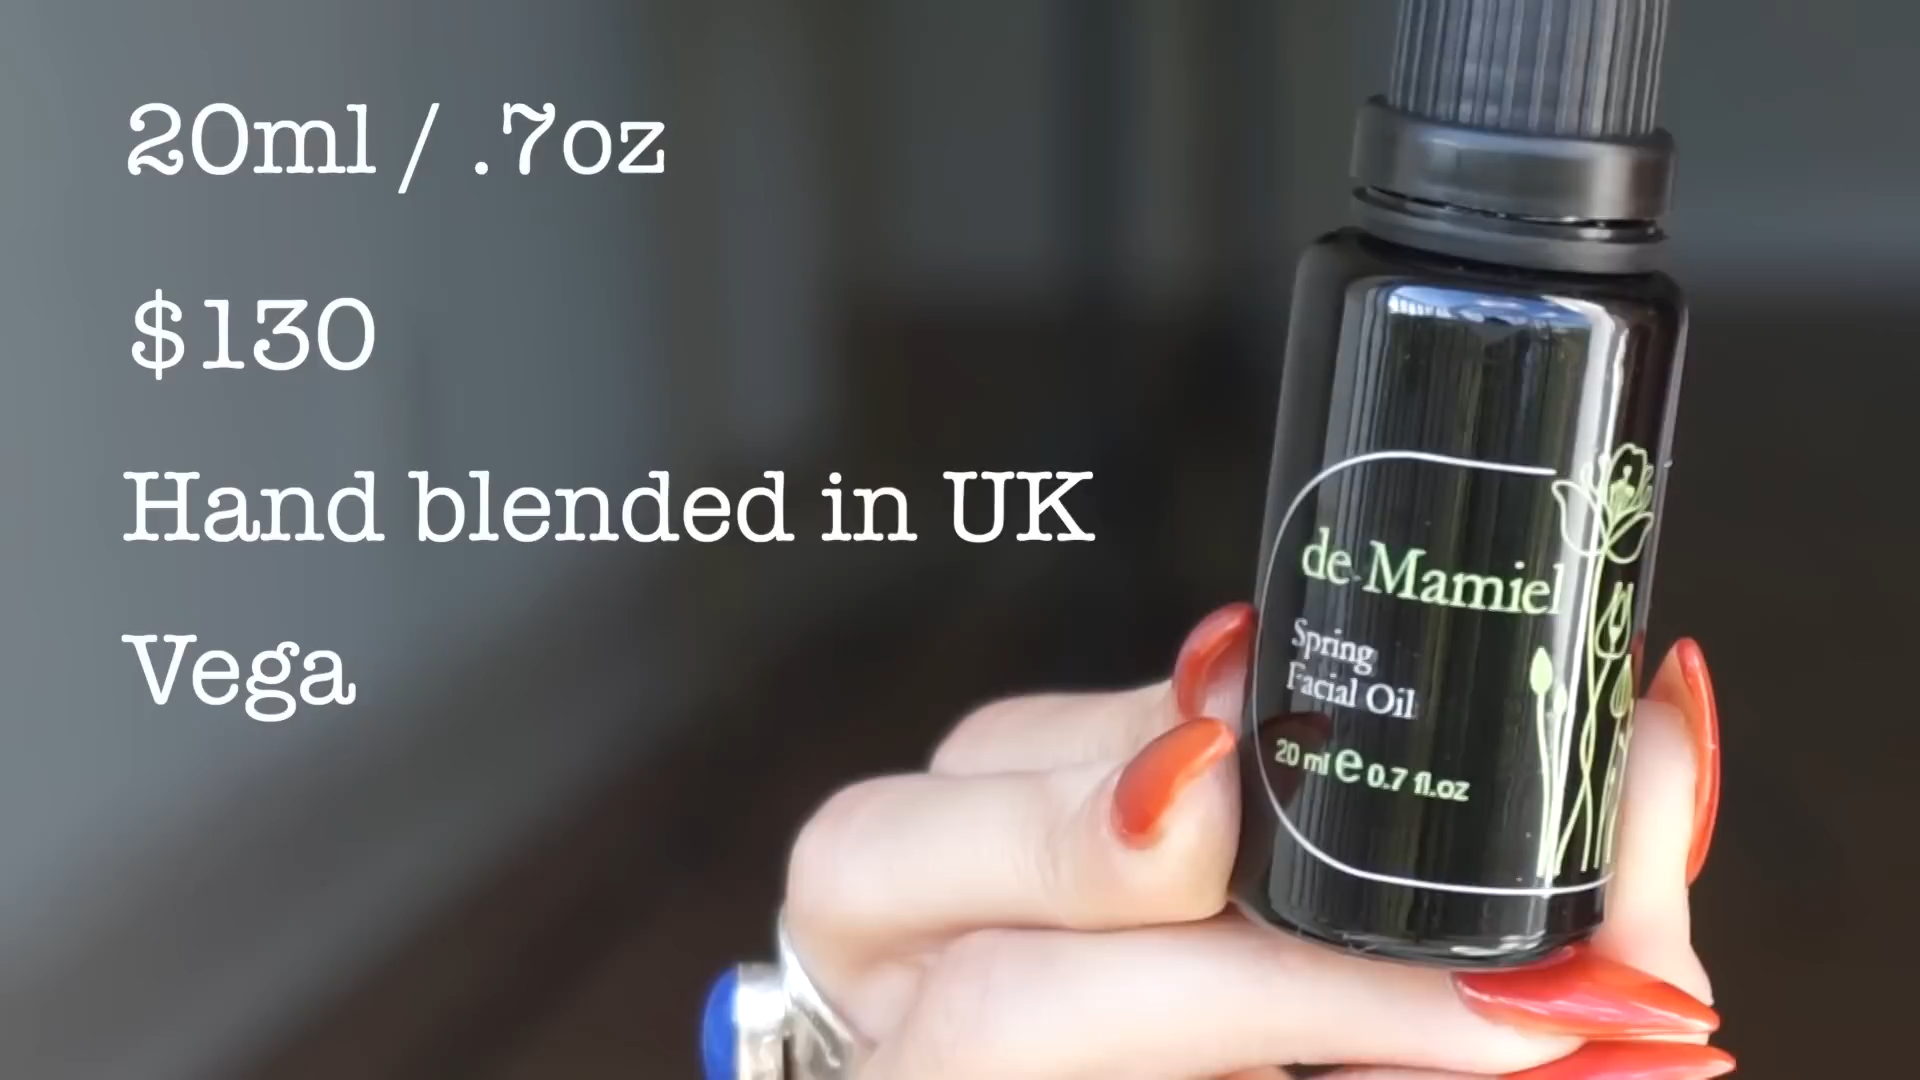 20ml / .7oz
$130
Hand blended in UK
Vega
de Mamiel
Spring
Facial Oil
20 ml e 0.7 fl.oz